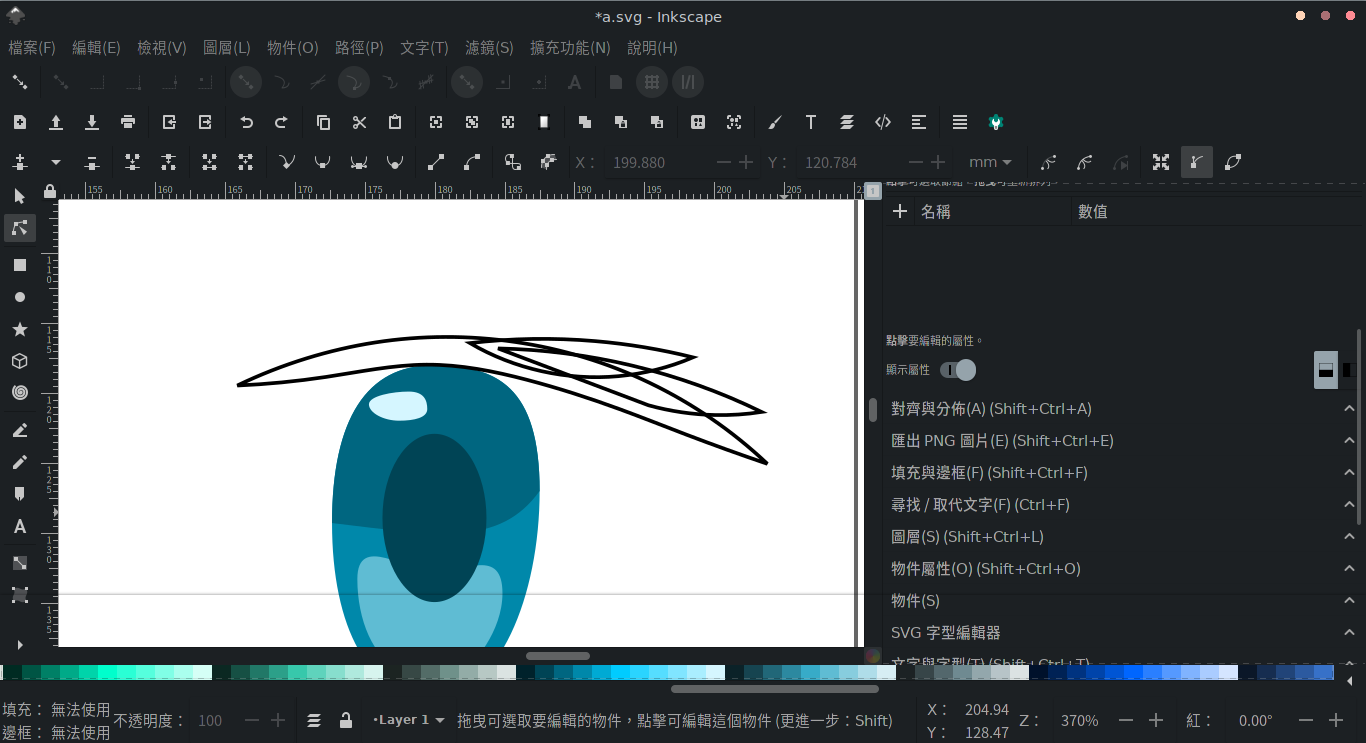 *a.svg - Inkscape
檔案(F) 編輯(E) 檢視(V) 圖層(L) 物件(O) 路徑(P) 文字(T) 濾鏡(S) 擴充功能(N) 說明(H)
X： 199.880 Y： 120.784 mm
155 160 165 170 175 180 185 190 195 200 205
1
點擊可選取節點，拖曳可重新排列。
名稱 數值
110
115
120
125
130
135
點擊要編輯的屬性。
顯示屬性
對齊與分佈(A) (Shift+Ctrl+A)
匯出 PNG 圖片(E) (Shift+Ctrl+E)
填充與邊框(F) (Shift+Ctrl+F)
尋找 / 取代文字(F) (Ctrl+F)
圖層(S) (Shift+Ctrl+L)
物件屬性(O) (Shift+Ctrl+O)
物件(S)
SVG 字型編輯器
文字與字型(T) (Shift+Ctrl+T)
填充： 無法使用
邊框： 無法使用
不透明度： 100
•Layer 1
拖曳可選取要編輯的物件，點擊可編輯這個物件 (更進一步：Shift)
X： 204.94
Y： 128.47
Z： 370%
紅： 0.00°